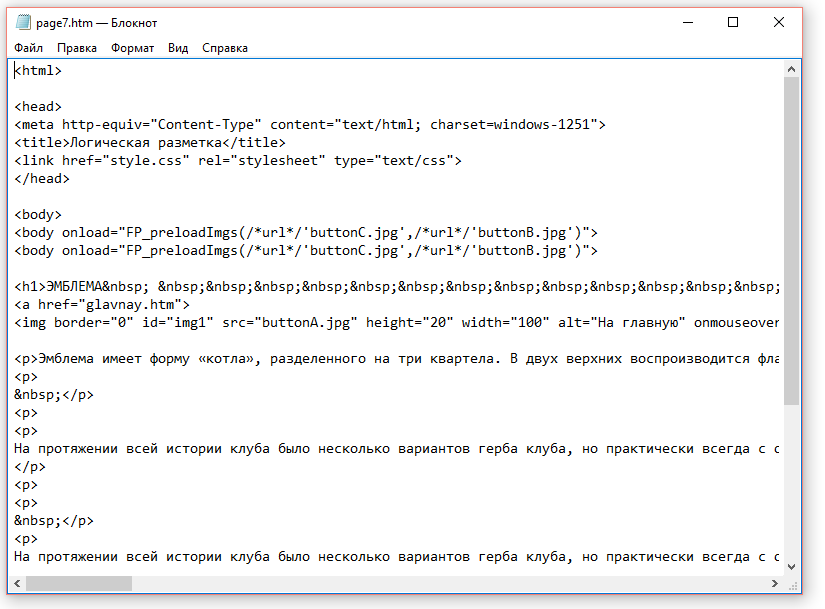 page7.htm — Блокнот
Файл Правка Формат Вид Справка
<html>
<head>
<meta http-equiv="Content-Type" content="text/html; charset=windows-1251">
<title>Логическая разметка</title>
<link href="style.css" rel="stylesheet" type="text/css">
</head>
<body>
<body onload="FP_preloadImgs(/*url*/'buttonC.jpg',/*url*/'buttonB.jpg')">
<body onload="FP_preloadImgs(/*url*/'buttonC.jpg',/*url*/'buttonB.jpg')">
<h1>ЭМБЛЕМА&nbsp; &nbsp;&nbsp;&nbsp;&nbsp;&nbsp;&nbsp;&nbsp;&nbsp;&nbsp;&nbsp;&nbsp;&nbsp;&nbsp;
<a href="glavnay.htm">
<img border="0" id="img1" src="buttonA.jpg" height="20" width="100" alt="На главную" onmouseover
<p>Эмблема имеет форму «котла», разделенного на три квартела. В двух верхних воспроизводится фла
<p>
&nbsp;</p>
<p>
<p>
На протяжении всей истории клуба было несколько вариантов герба клуба, но практически всегда с с
</p>
<p>
<p>
&nbsp;</p>
<p>
На протяжении всей истории клуба было несколько вариантов герба клуба, но практически всегда с с